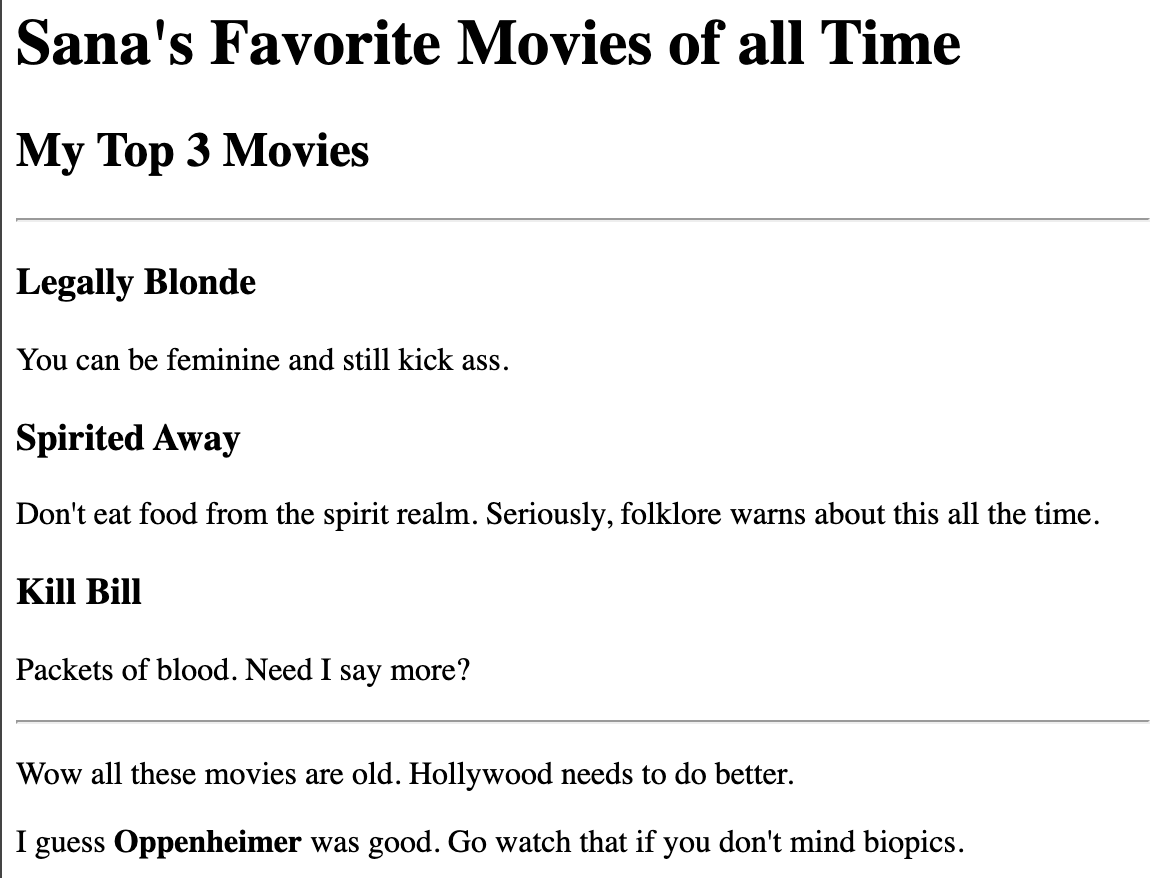 Sana's Favorite Movies of all Time
My Top 3 Movies
Legally Blonde
You can be feminine and still kick ass.
Spirited Away
Don't eat food from the spirit realm. Seriously, folklore warns about this all the time.
Kill Bill
Packets of blood. Need I say more?
Wow all these movies are old. Hollywood needs to do better.
I guess Oppenheimer was good. Go watch that if you don't mind biopics.